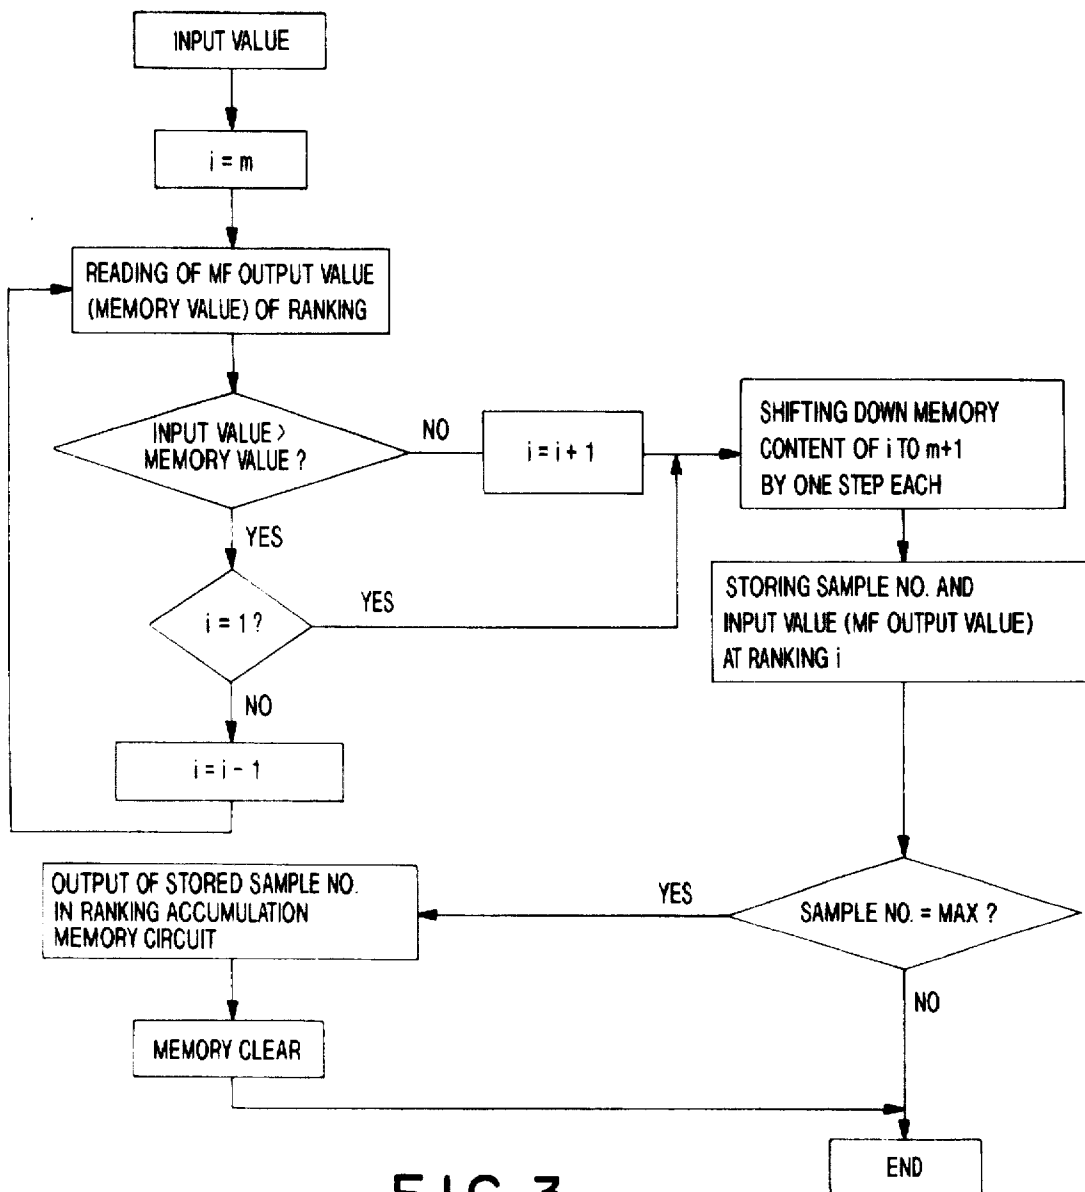 INPUT VALUE
i = m
READING OF MF OUTPUT VALUE
(MEMORY VALUE) OF RANKING
INPUT VALUE >
MEMORY VALUE ?
NO
i = i + 1
SHIFTING DOWN MEMORY
CONTENT OF i TO m+1
BY ONE STEP EACH
YES
i = 1 ?
YES
STORING SAMPLE NO. AND
INPUT VALUE (MF OUTPUT VALUE)
AT RANKING i
NO
i = i - 1
OUTPUT OF STORED SAMPLE NO.
IN RANKING ACCUMULATION
MEMORY CIRCUIT
YES
SAMPLE NO. = MAX ?
NO
MEMORY CLEAR
END
FIG. 3